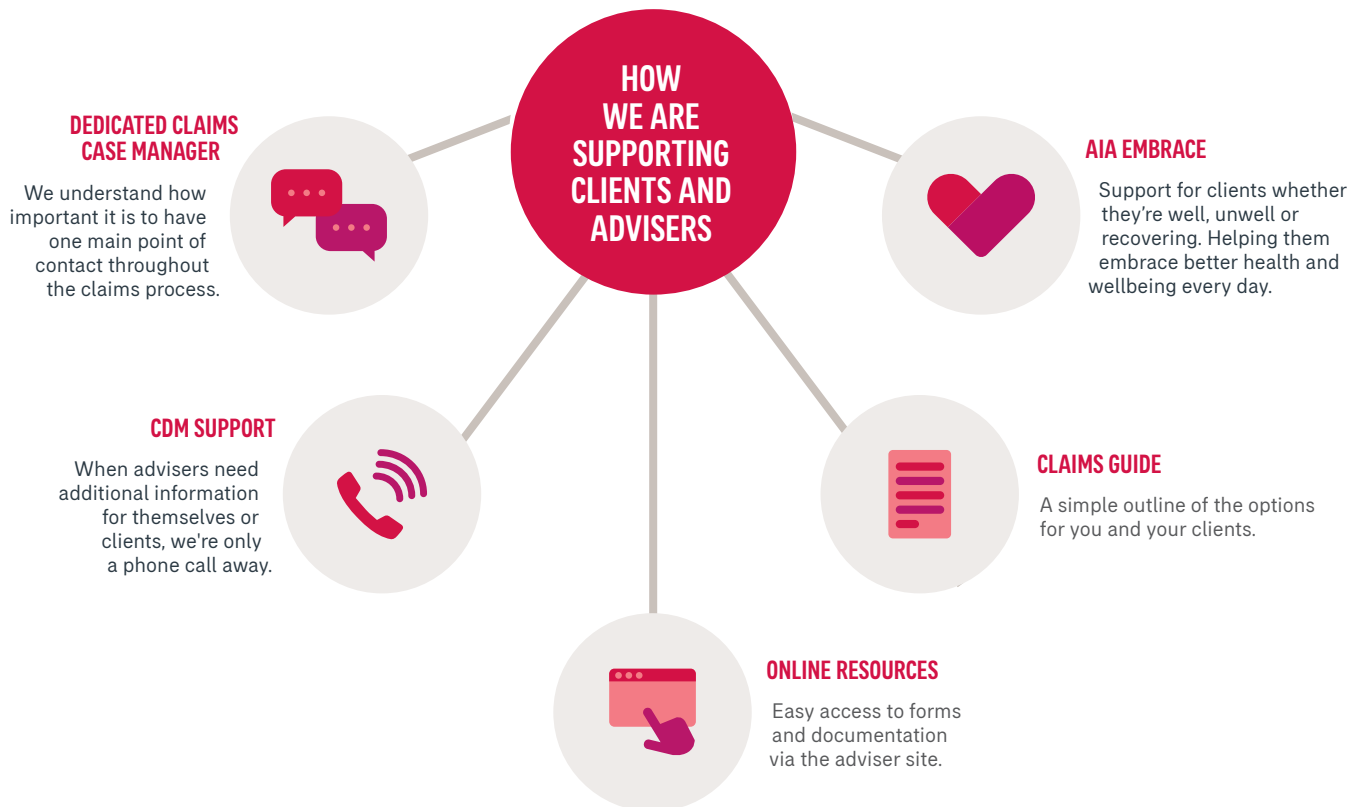 HOW
WE ARE
SUPPORTING
CLIENTS AND
ADVISERS
DEDICATED CLAIMS
CASE MANAGER
We understand how
important it is to have
one main point of
contact throughout
the claims process.
AIA EMBRACE
Support for clients whether
they’re well, unwell or
recovering. Helping them
embrace better health and
wellbeing every day.
CDM SUPPORT
When advisers need
additional information
for themselves or
clients, we're only
a phone call away.
CLAIMS GUIDE
A simple outline of the options
for you and your clients.
ONLINE RESOURCES
Easy access to forms
and documentation
via the adviser site.